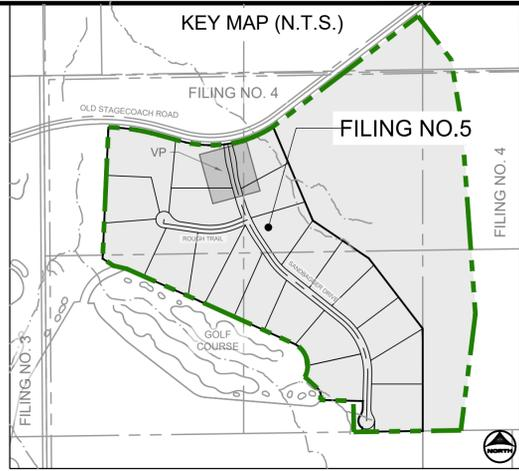 KEY MAP (N.T.S.)
FILING NO. 4
OLD STAGECOACH ROAD
FILING NO.5
VP
FILING NO. 4
ROUGH TRAIL
SANDBAGGER DRIVE
GOLF
COURSE
FILING NO. 3
NORTH